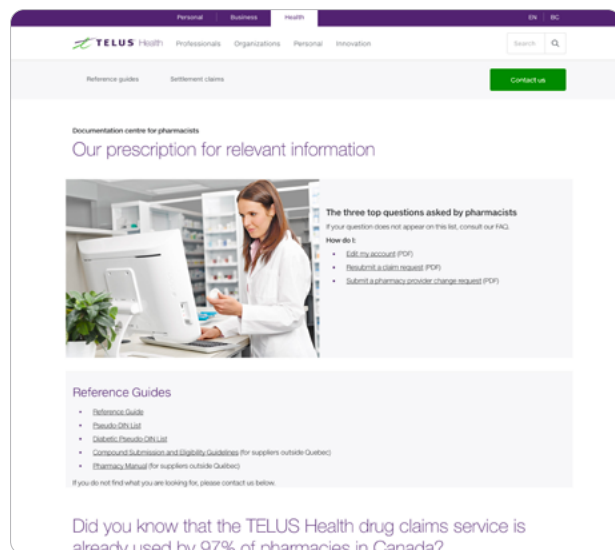 Personal Business Health EN BC
TELUS Health Professionals Organizations Personal Innovation Search
Reference guides Settlement claims Contact us
Documentation centre for pharmacists
Our prescription for relevant information
The three top questions asked by pharmacists
If your question does not appear on this list, consult our FAQ.
How do I:
• Edit my account (PDF)
• Resubmit a claim request (PDF)
• Submit a pharmacy provider change request (PDF)
Reference Guides
• Reference Guide
• Pseudo DIN List
• Diabetic Pseudo DIN List
• Compound Submission and Eligibility Guidelines (for suppliers outside Quebec)
• Pharmacy Manual (for suppliers outside Québec)
If you do not find what you are looking for, please contact us below.
Did you know that the TELUS Health drug claims service is
already used by 97% of pharmacies in Canada?